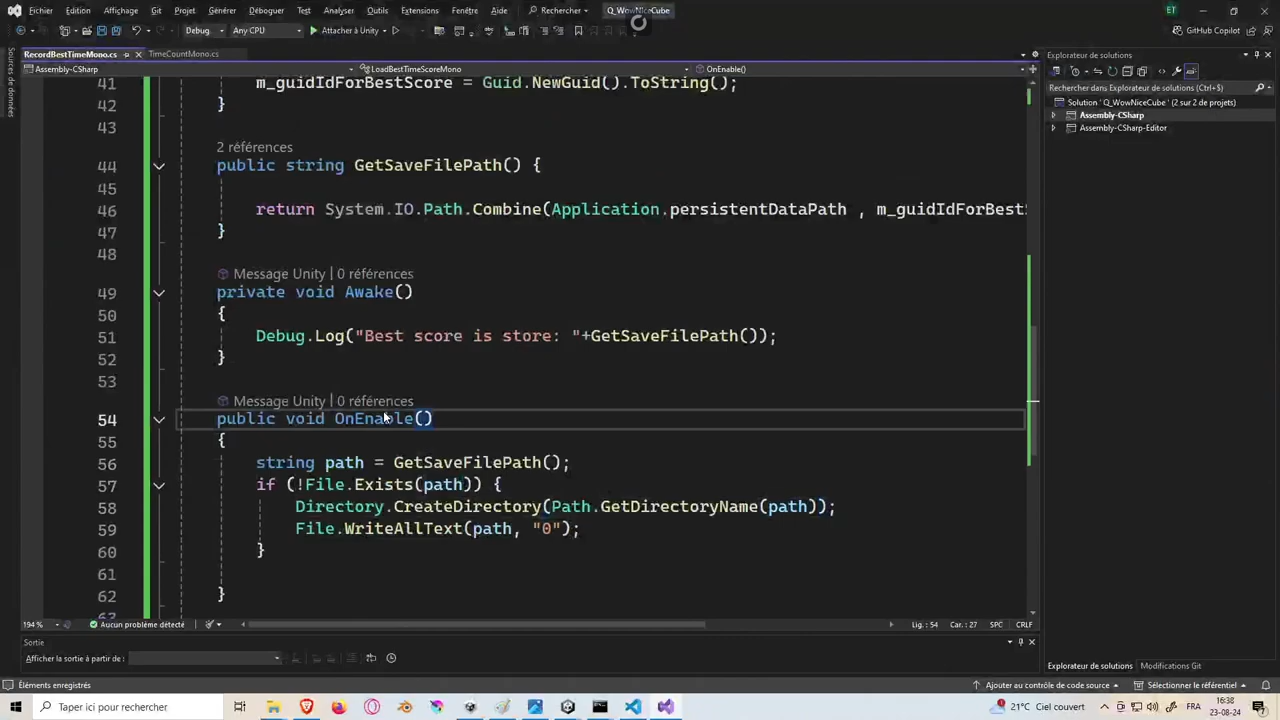 Fichier Edition Affichage Git Projet Générer Déboguer Test Analyser Outils Extensions Fenêtre Aide Rechercher Q_WowNiceCube ET
Debug Any CPU Attacher à Unity GitHub Copilot
RecordBestTimeMono.cs TimeCountMono.cs
Assembly-CSharp LoadBestTimeScoreMono OnEnable()
Sources de données
41 m_guidIdForBestScore = Guid.NewGuid().ToString();
42 }
43
2 références
44 public string GetSaveFilePath() {
45
46 return System.IO.Path.Combine(Application.persistentDataPath , m_guidIdForBestS
47 }
48
Message Unity | 0 références
49 private void Awake()
50 {
51 Debug.Log("Best score is store: "+GetSaveFilePath());
52 }
53
Message Unity | 0 références
54 public void OnEnable()
55 {
56 string path = GetSaveFilePath();
57 if (!File.Exists(path)) {
58 Directory.CreateDirectory(Path.GetDirectoryName(path));
59 File.WriteAllText(path, "0");
60 }
61
62 }
63
194 % Aucun problème détecté Lig : 54 Car. : 27 SPC CRLF
Sortie
Afficher la sortie à partir de :
Explorateur de solutions
Rechercher dans Explorateur de solutions (Ctrl+$)
Solution 'Q_WowNiceCube' (2 sur 2 de projets)
Assembly-CSharp
Assembly-CSharp-Editor
Explorateur de solutions Modifications Git
Éléments enregistrés Ajouter au contrôle de code source Sélectionner le référentiel
Taper ici pour rechercher 21°C Ciel couvert FRA 16:38
23-08-24